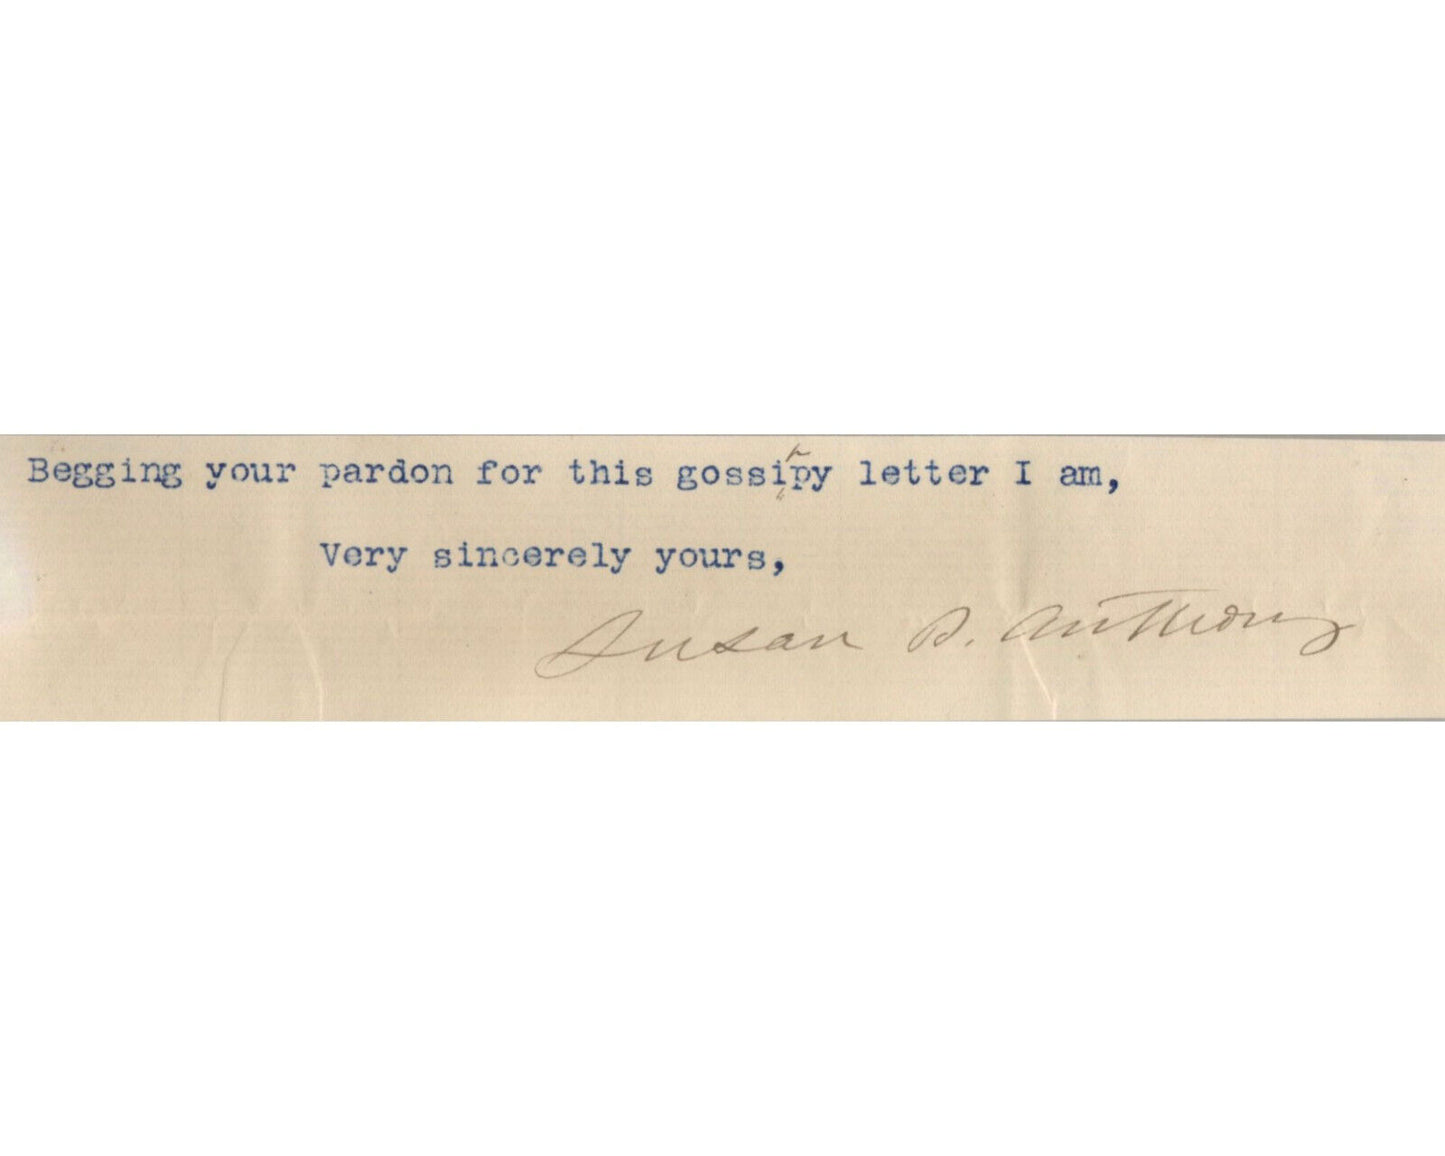 Begging your pardon for this gossipy letter I am,
Very sincerely yours,
Susan B. Anthony